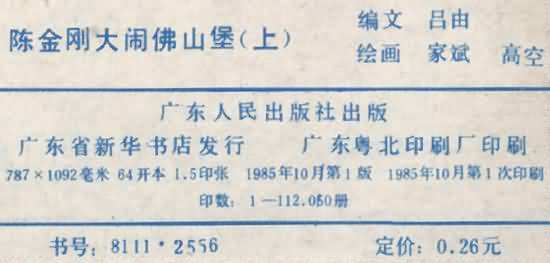 陈金刚大闹佛山堡(上)
编文 吕由
绘画 家斌 高空
广东人民出版社出版
广东省新华书店发行 广东粤北印刷厂印刷
787×1092毫米 64开本 1.5印张 1985年10月第1版 1985年10月第1次印刷
印数：1—112,050册
书号：8111·2556 定价：0.26元